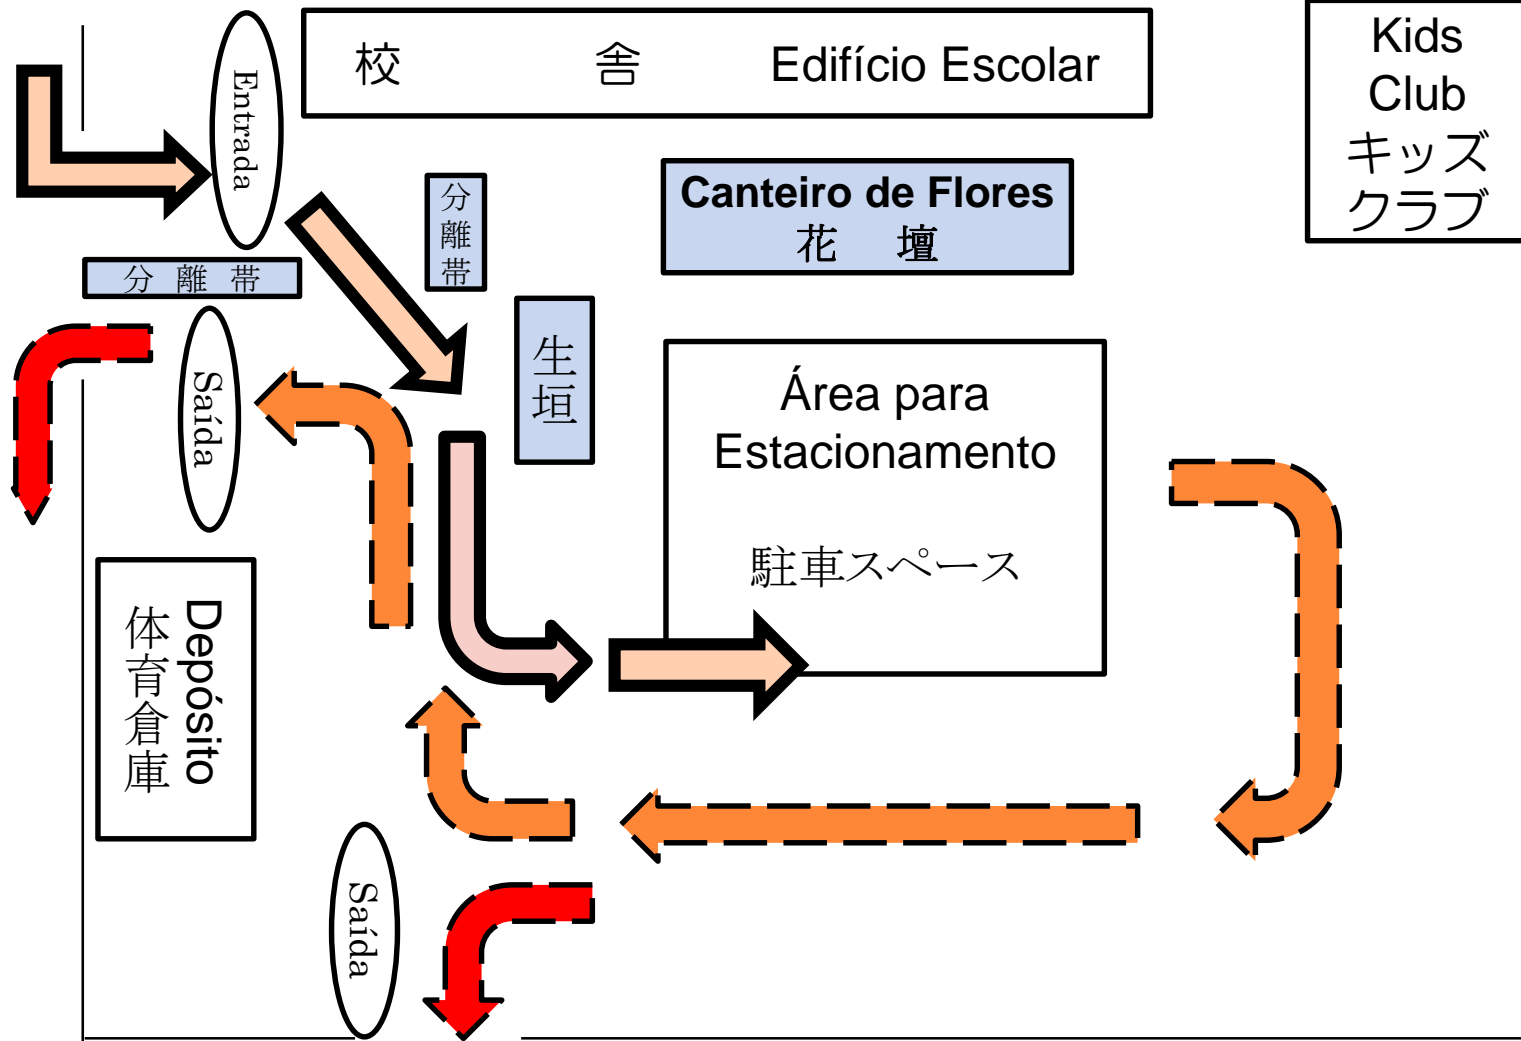 校 舎 Edifício Escolar
Kids
Club
キッズ
クラブ
Entrada
分離帯
Canteiro de Flores
花 壇
分 離 帯
生垣
Saída
Área para
Estacionamento
駐車スペース
Depósito
体育倉庫
Saída